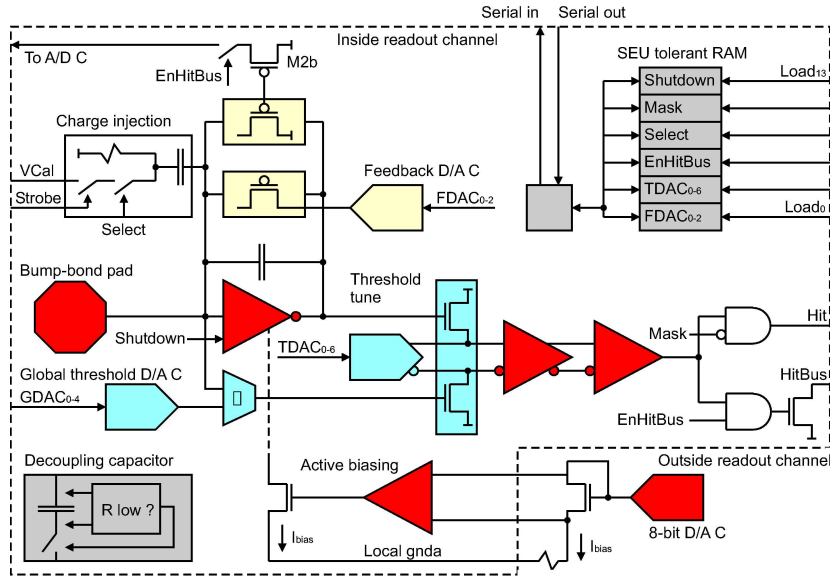 Serial in
Serial out
Inside readout channel
To A/D C
EnHitBus
M2b
SEU tolerant RAM
Shutdown
Load13
Mask
Select
EnHitBus
TDAC0-6
FDAC0-2
Load0
Charge injection
VCal
Strobe
Select
Feedback D/A C
FDAC0-2
Bump-bond pad
Threshold
tune
Shutdown
TDAC0-6
Mask
Hit
Global threshold D/A C
GDAC0-4
HitBus
EnHitBus
Decoupling capacitor
R low ?
Active biasing
Outside readout channel
8-bit D/A C
Ibias
Local gnda
Ibias